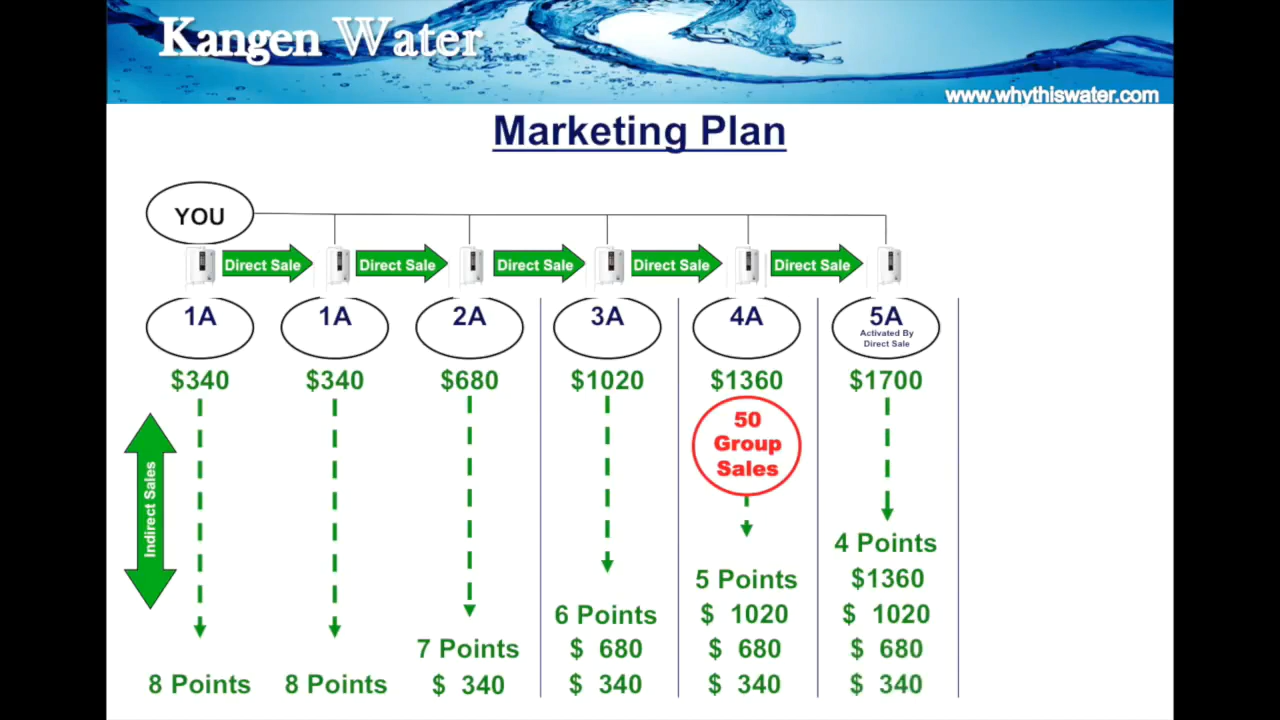 Kangen Water
www.whythiswater.com
Marketing Plan
YOU
Direct Sale
Direct Sale
Direct Sale
Direct Sale
Direct Sale
1A
1A
2A
3A
4A
5A
Activated By
Direct Sale
$340
$340
$680
$1020
$1360
$1700
50
Group
Sales
Indirect Sales
8 Points
8 Points
7 Points
$ 340
6 Points
$ 680
$ 340
5 Points
$ 1020
$ 680
$ 340
4 Points
$1360
$ 1020
$ 680
$ 340